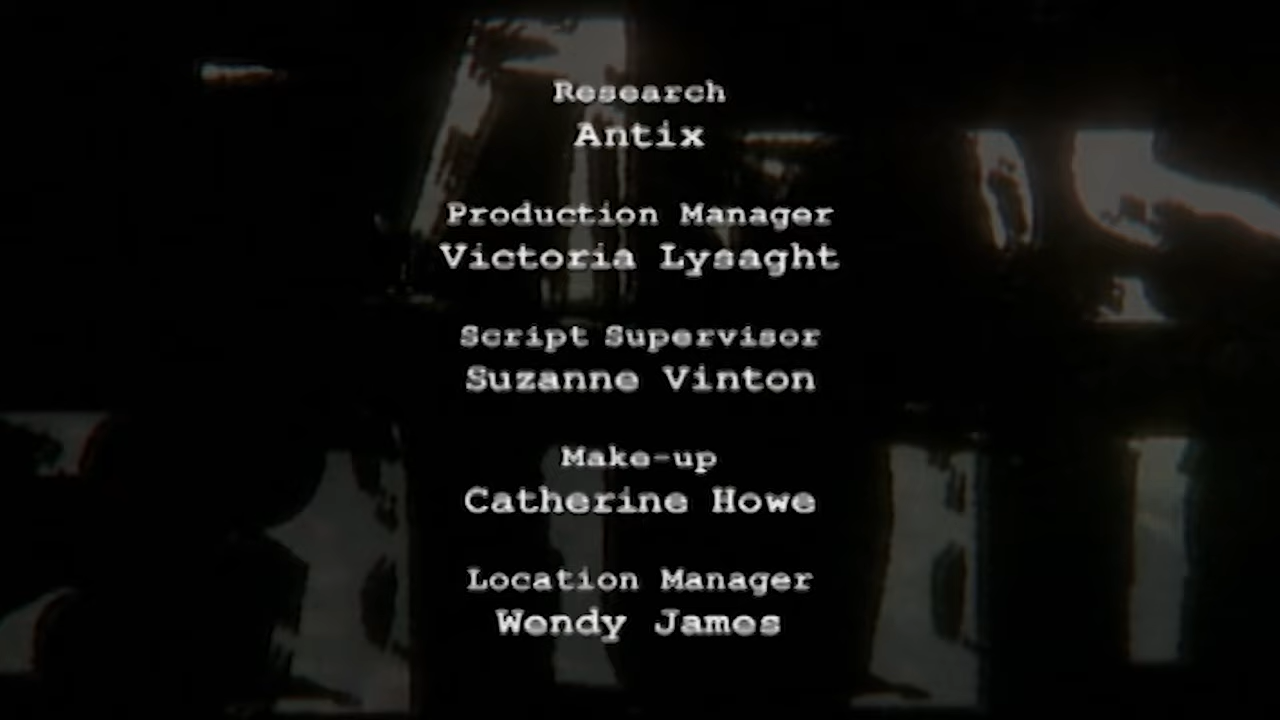 Research
Antix
Production Manager
Victoria Lysaght
Script Supervisor
Suzanne Vinton
Make-up
Catherine Howe
Location Manager
Wendy James